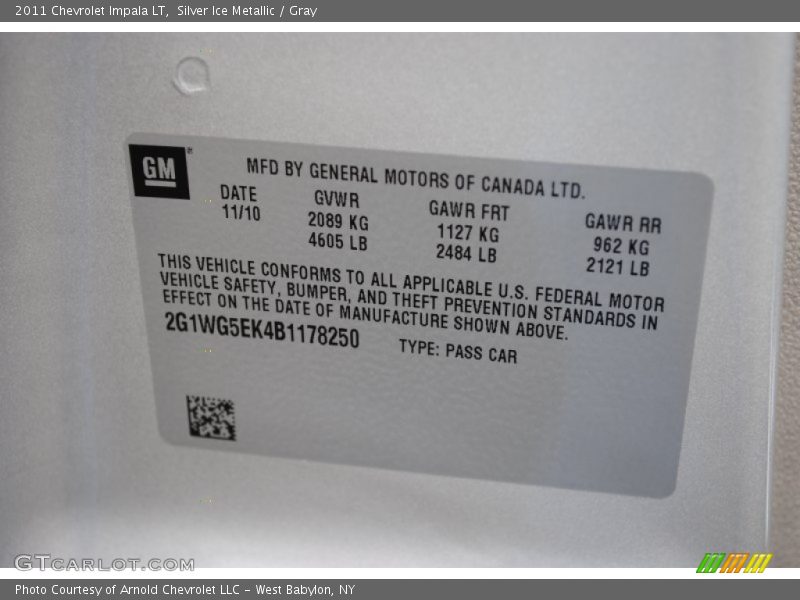 2011 Chevrolet Impala LT,  Silver Ice Metallic / Gray
GM
MFD BY GENERAL MOTORS OF CANADA LTD.
DATE GVWR GAWR FRT GAWR RR
11/10 2089 KG 1127 KG 962 KG
4605 LB 2484 LB 2121 LB
THIS VEHICLE CONFORMS TO ALL APPLICABLE U.S. FEDERAL MOTOR
VEHICLE SAFETY, BUMPER, AND THEFT PREVENTION STANDARDS IN
EFFECT ON THE DATE OF MANUFACTURE SHOWN ABOVE.
2G1WG5EK4B1178250 TYPE: PASS CAR
GTCARLOT.COM
Photo Courtesy of Arnold Chevrolet LLC - West Babylon, NY